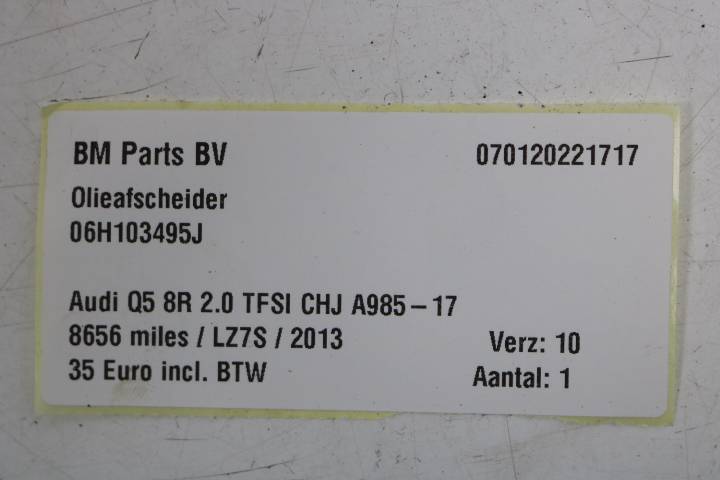 BM Parts BV 070120221717
Olieafscheider
06H103495J
Audi Q5 8R 2.0 TFSI CHJ A985-17
8656 miles / LZ7S / 2013 Verz: 10
35 Euro incl. BTW Aantal: 1